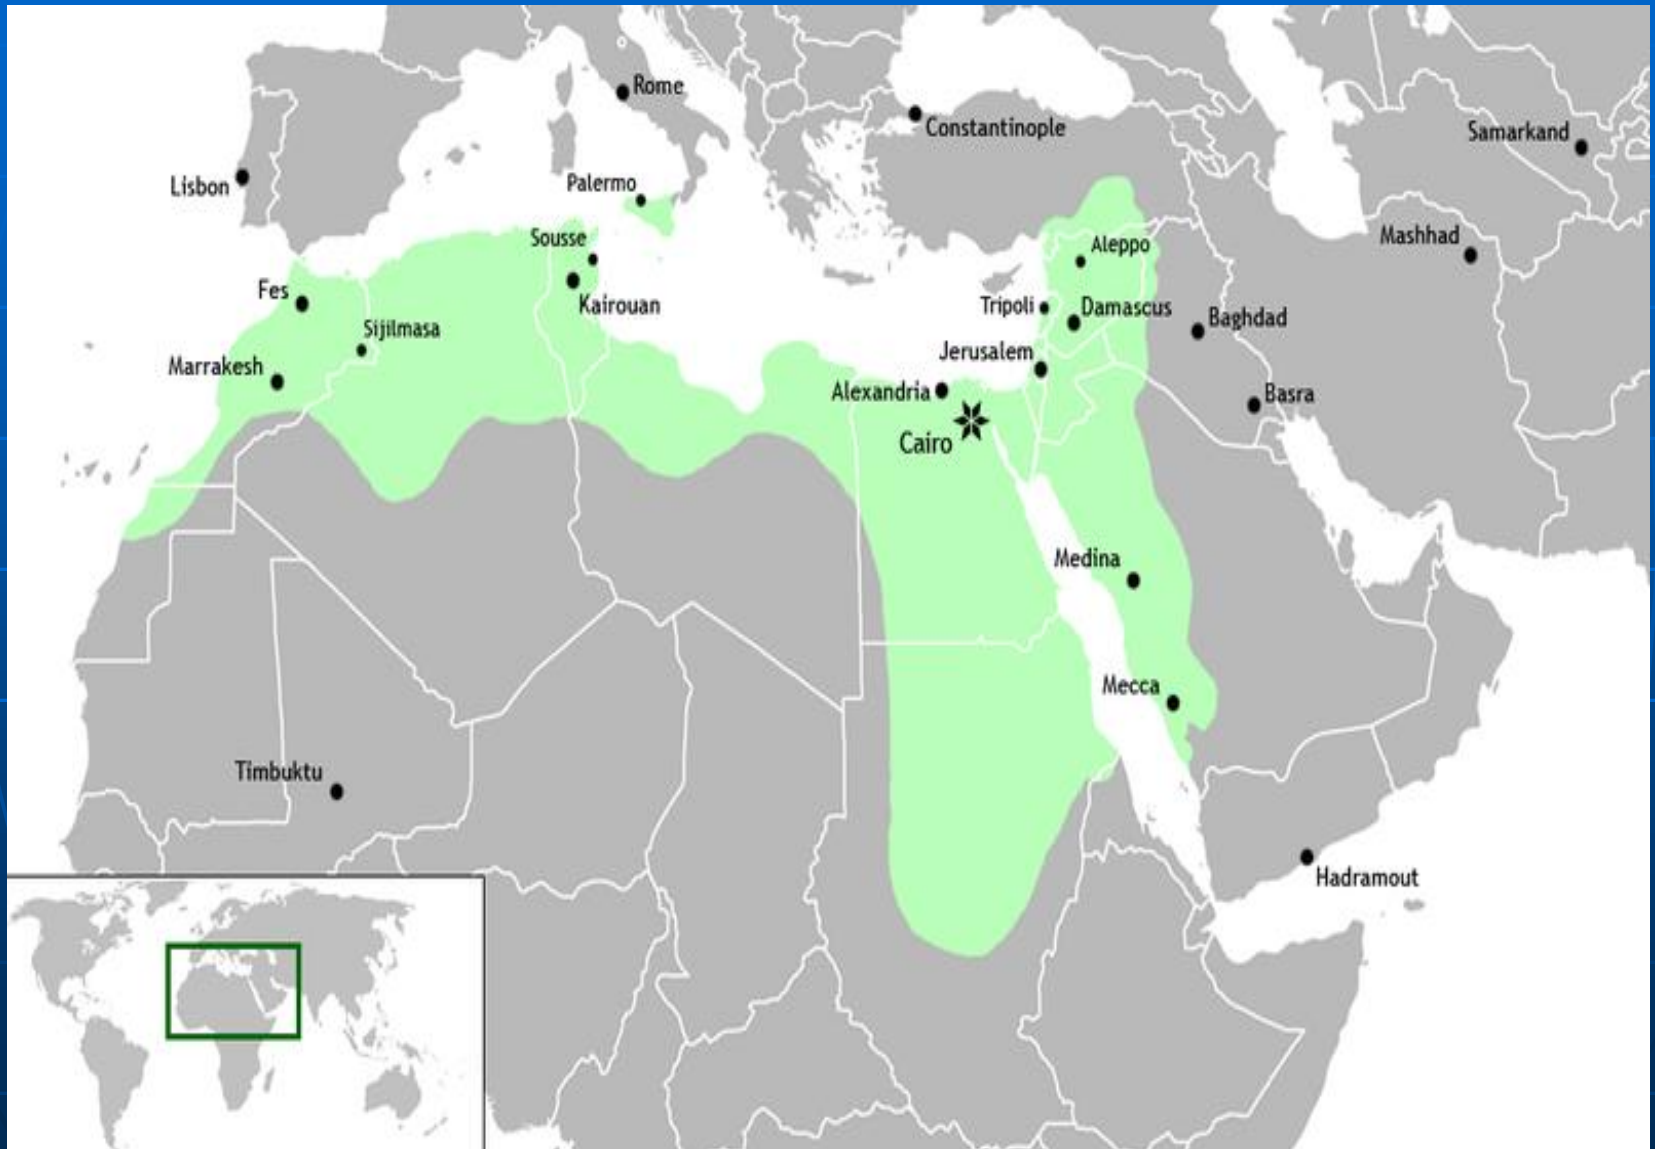 Rome
Constantinople
Samarkand
Lisbon
Palermo
Sousse
Mashhad
Aleppo
Fes
Kairouan
Tripoli
Damascus
Baghdad
Sijilmasa
Jerusalem
Marrakesh
Alexandria
Basra
Cairo
Medina
Mecca
Timbuktu
Hadramout